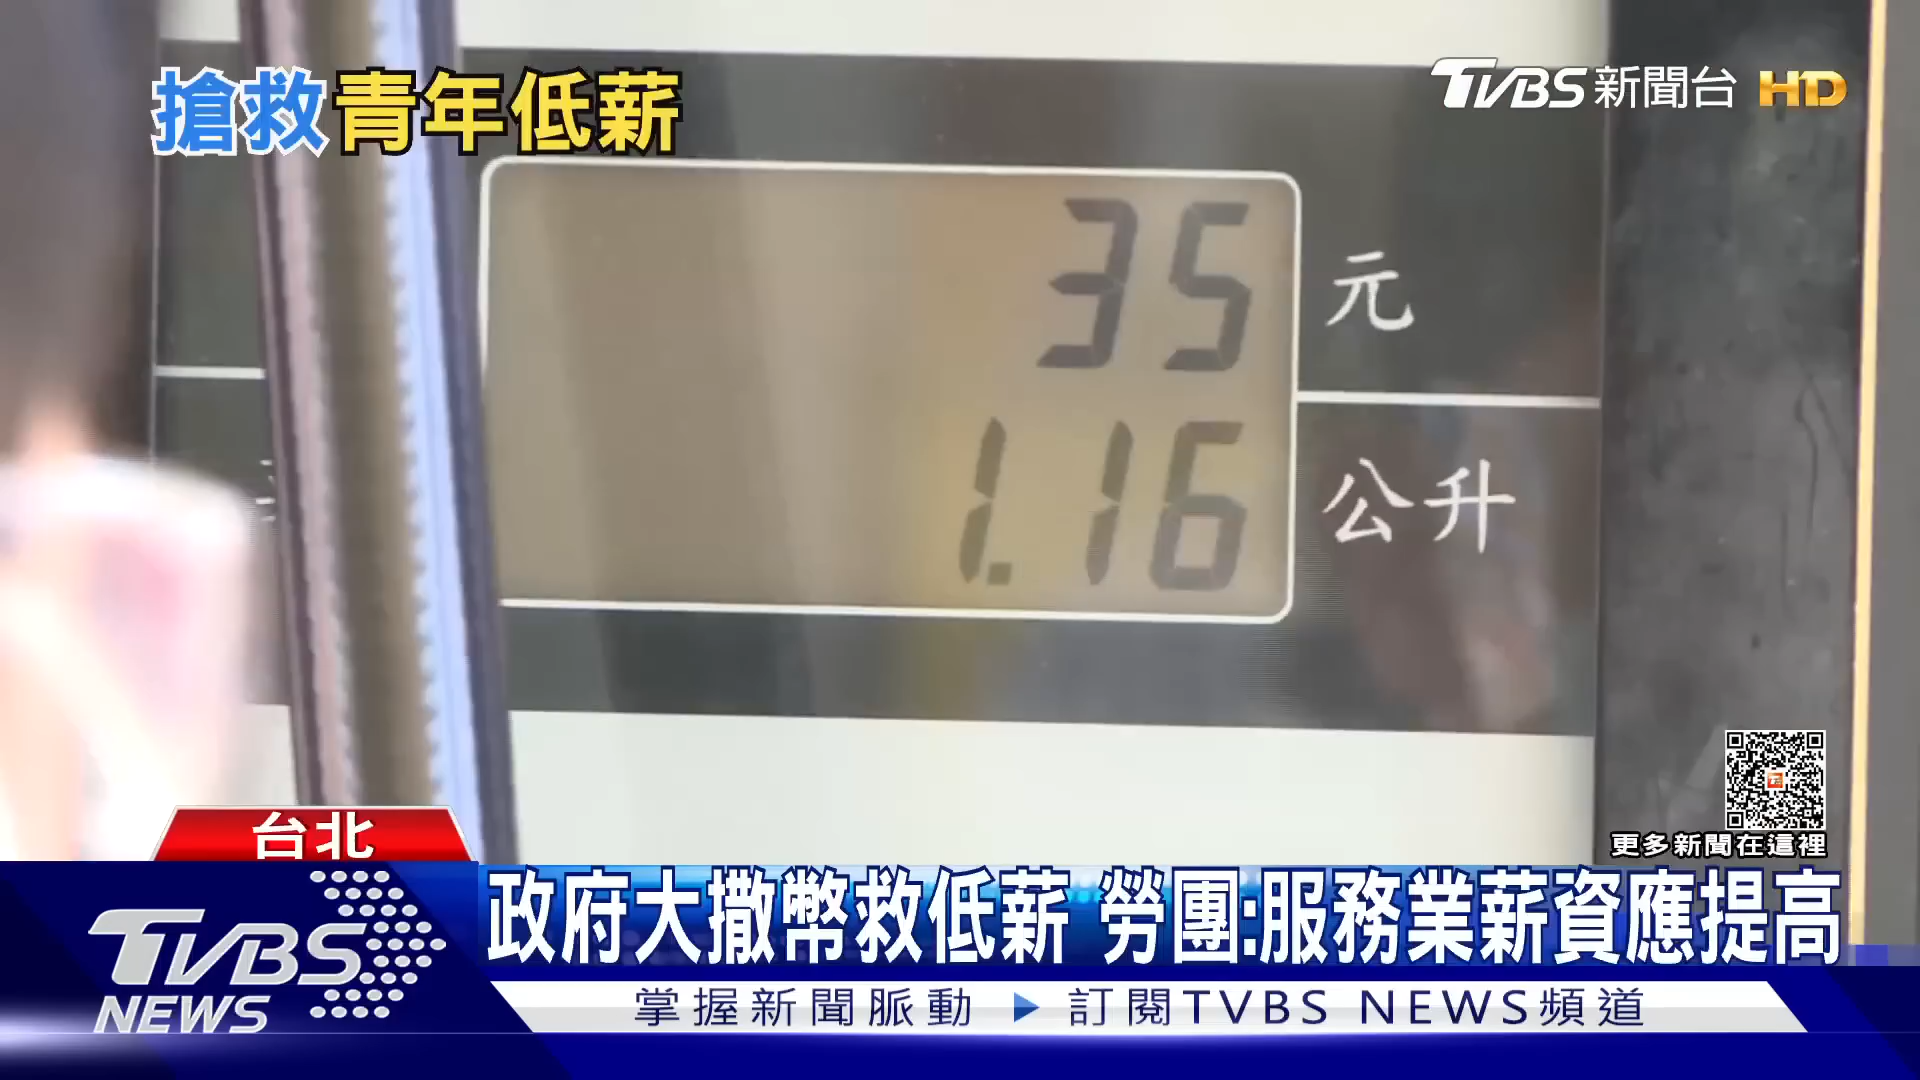 搶救青年低薪
TVBS新聞台 HD
35 元
1.16 公升
更多新聞在這裡
台北
政府大撒幣救低薪 勞團:服務業薪資應提高
TVBS NEWS
掌握新聞脈動 ▶ 訂閱TVBS NEWS頻道